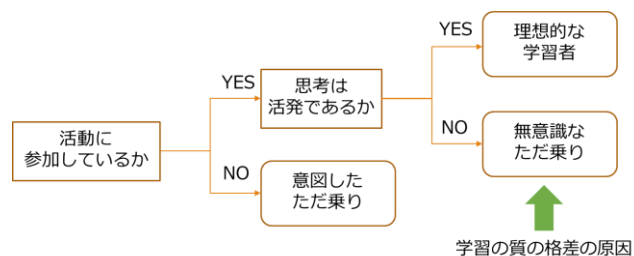 活動に
参加しているか
YES
思考は
活発であるか
YES
理想的な
学習者
NO
無意識な
ただ乗り
NO
意図した
ただ乗り
学習の質の格差の原因